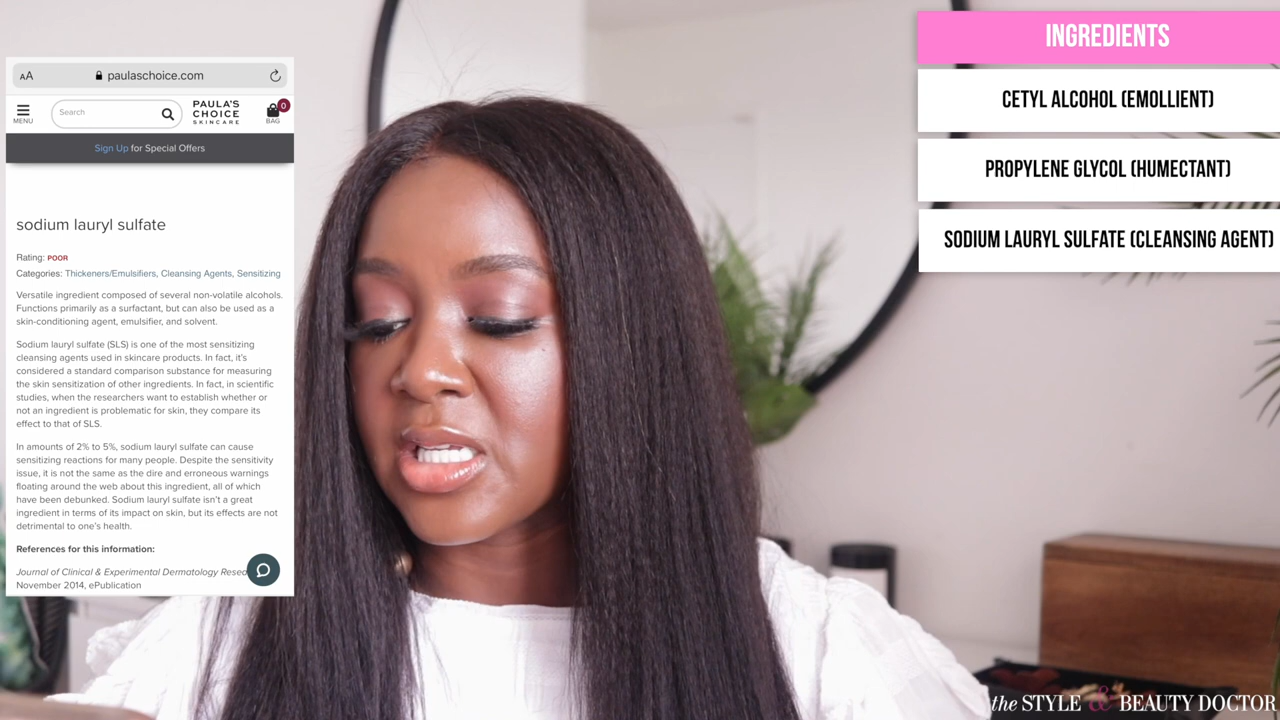 AA
paulaschoice.com
MENU
Search
PAULA'S
CHOICE
SKINCARE
0
BAG
Sign Up for Special Offers
sodium lauryl sulfate
Rating: POOR
Categories: Thickeners/Emulsifiers, Cleansing Agents, Sensitizing
Versatile ingredient composed of several non-volatile alcohols.
Functions primarily as a surfactant, but can also be used as a
skin-conditioning agent, emulsifier, and solvent.
Sodium lauryl sulfate (SLS) is one of the most sensitizing
cleansing agents used in skincare products. In fact, it's
considered a standard comparison substance for measuring
the skin sensitization of other ingredients. In fact, in scientific
studies, when the researchers want to establish whether or
not an ingredient is problematic for skin, they compare its
effect to that of SLS.
In amounts of 2% to 5%, sodium lauryl sulfate can cause
sensitizing reactions for many people. Despite the sensitivity
issue, it is not the same as the dire and erroneous warnings
floating around the web about this ingredient, all of which
have been debunked. Sodium lauryl sulfate isn't a great
ingredient in terms of its impact on skin, but its effects are not
detrimental to one's health.
References for this information:
Journal of Clinical & Experimental Dermatology Resea
November 2014, ePublication
INGREDIENTS
CETYL ALCOHOL (EMOLLIENT)
PROPYLENE GLYCOL (HUMECTANT)
SODIUM LAURYL SULFATE (CLEANSING AGENT)
the STYLE & BEAUTY DOCTOR